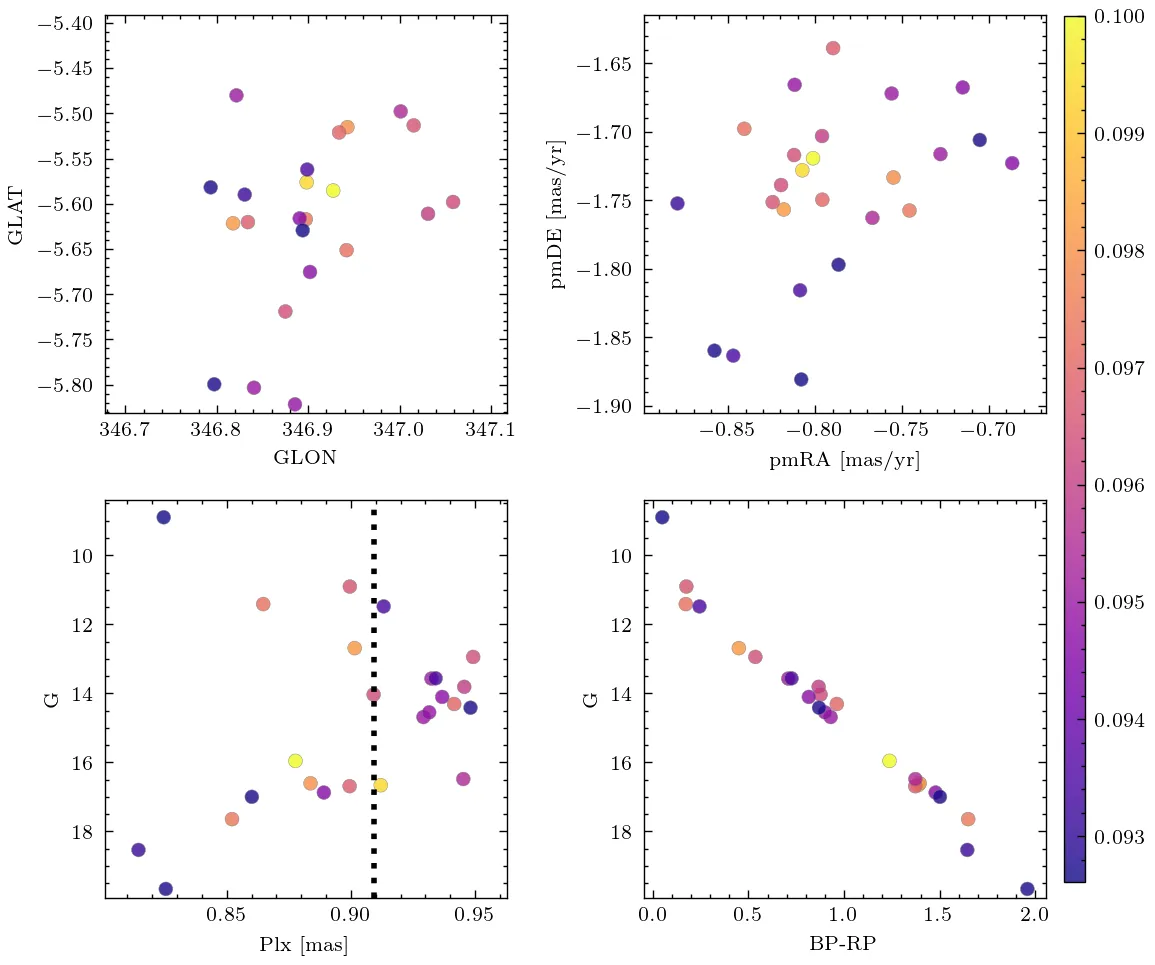 −5.40
−5.45
−5.50
−5.55
−5.60
−5.65
−5.70
−5.75
−5.80
GLAT
346.7 346.8 346.9 347.0 347.1
GLON
−1.65
−1.70
−1.75
−1.80
−1.85
−1.90
pmDE [mas/yr]
−0.85 −0.80 −0.75 −0.70
pmRA [mas/yr]
10
12
14
16
18
G
0.85 0.90 0.95
Plx [mas]
10
12
14
16
18
G
0.0 0.5 1.0 1.5 2.0
BP-RP
0.100
0.099
0.098
0.097
0.096
0.095
0.094
0.093